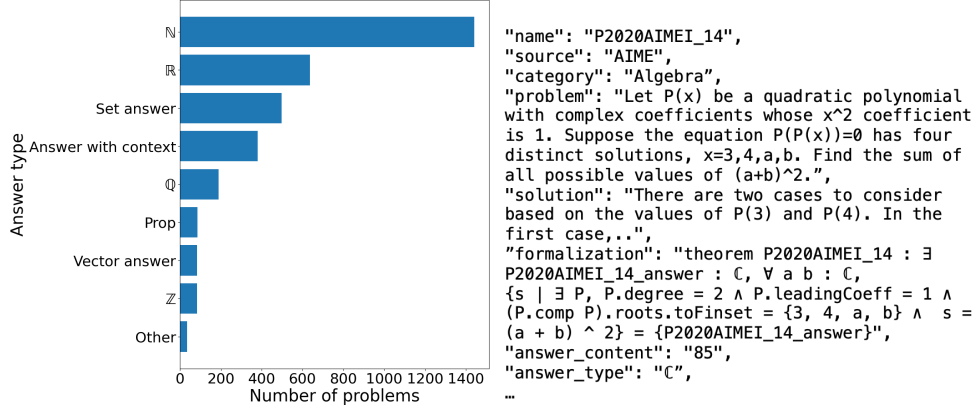 Answer type
ℕ
ℝ
Set answer
Answer with context
ℚ
Prop
Vector answer
ℤ
Other
0 200 400 600 800 1000 1200 1400
Number of problems
"name": "P2020AIMEI_14",
"source": "AIME",
"category": "Algebra”,
"problem": "Let P(x) be a quadratic polynomial
with complex coefficients whose x^2 coefficient
is 1. Suppose the equation P(P(x))=0 has four
distinct solutions, x=3,4,a,b. Find the sum of
all possible values of (a+b)^2.”,
"solution": "There are two cases to consider
based on the values of P(3) and P(4). In the
first case,..",
”formalization": "theorem P2020AIMEI_14 : ∃
P2020AIMEI_14_answer : ℂ, ∀ a b : ℂ,
{s | ∃ P, P.degree = 2 ∧ P.leadingCoeff = 1 ∧
(P.comp P).roots.toFinset = {3, 4, a, b} ∧ s =
(a + b) ^ 2} = {P2020AIMEI_14_answer}",
"answer_content": "85",
"answer_type": "ℂ”,
…